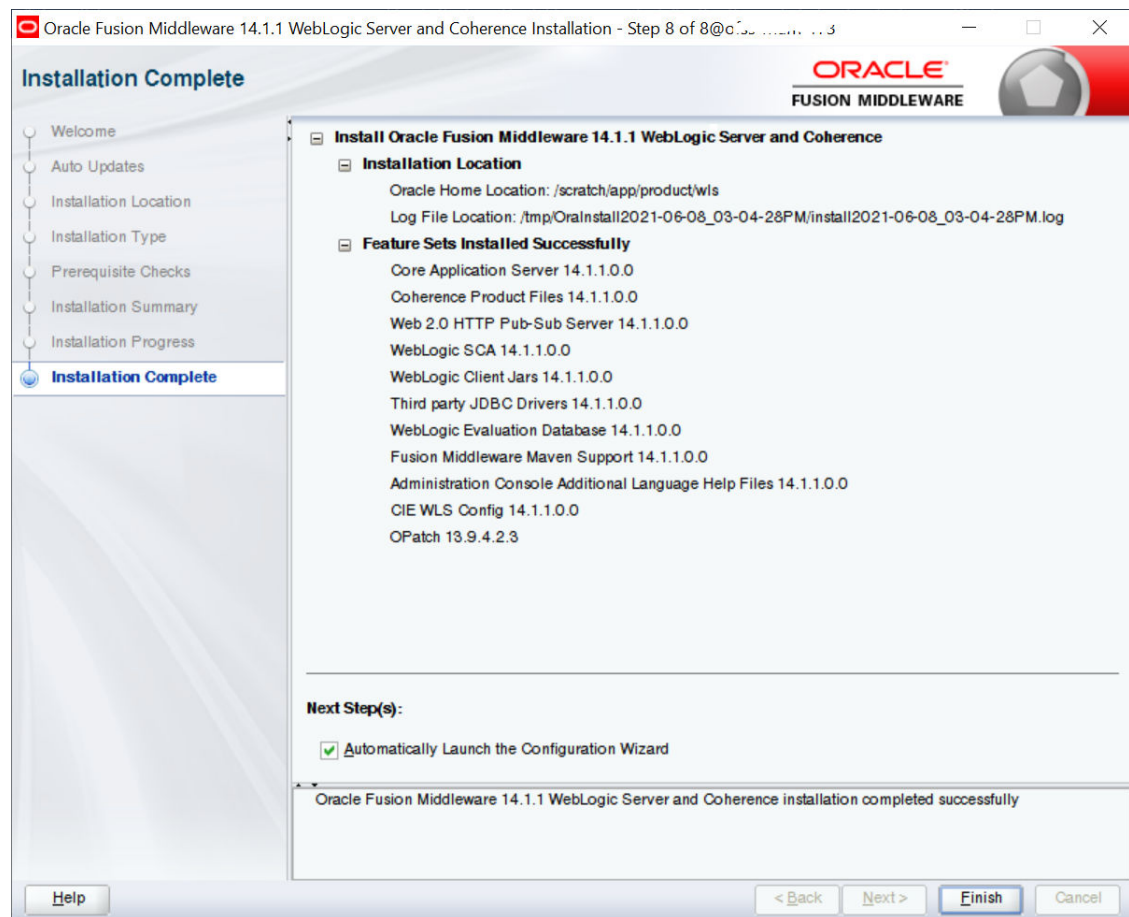 Oracle Fusion Middleware 14.1.1 WebLogic Server and Coherence Installation - Step 8 of 8
Installation Complete
ORACLE
FUSION MIDDLEWARE
Welcome
Auto Updates
Installation Location
Installation Type
Prerequisite Checks
Installation Summary
Installation Progress
Installation Complete
Install Oracle Fusion Middleware 14.1.1 WebLogic Server and Coherence
Installation Location
Oracle Home Location: /scratch/app/product/wls
Log File Location: /tmp/OraInstall2021-06-08_03-04-28PM/install2021-06-08_03-04-28PM.log
Feature Sets Installed Successfully
Core Application Server 14.1.1.0.0
Coherence Product Files 14.1.1.0.0
Web 2.0 HTTP Pub-Sub Server 14.1.1.0.0
WebLogic SCA 14.1.1.0.0
WebLogic Client Jars 14.1.1.0.0
Third party JDBC Drivers 14.1.1.0.0
WebLogic Evaluation Database 14.1.1.0.0
Fusion Middleware Maven Support 14.1.1.0.0
Administration Console Additional Language Help Files 14.1.1.0.0
CIE WLS Config 14.1.1.0.0
OPatch 13.9.4.2.3
Next Step(s):
Automatically Launch the Configuration Wizard
Oracle Fusion Middleware 14.1.1 WebLogic Server and Coherence installation completed successfully
Help
< Back
Next >
Finish
Cancel